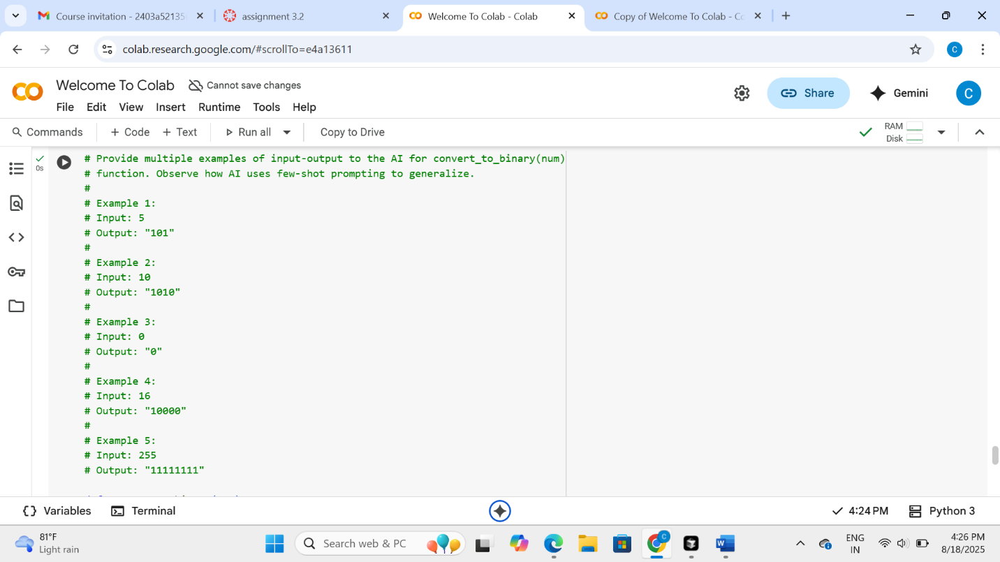 Course invitation - 2403a52135
assignment 3.2
Welcome To Colab - Colab
Copy of Welcome To Colab - Co
colab.research.google.com/#scrollTo=e4a13611
C
Welcome To Colab
Cannot save changes
Share
Gemini
C
File Edit View Insert Runtime Tools Help
Commands
+ Code + Text
Run all
Copy to Drive
RAM
Disk
0s
# Provide multiple examples of input-output to the AI for convert_to_binary(num)
# function. Observe how AI uses few-shot prompting to generalize.
#
# Example 1:
# Input: 5
# Output: "101"
#
# Example 2:
# Input: 10
# Output: "1010"
#
# Example 3:
# Input: 0
# Output: "0"
#
# Example 4:
# Input: 16
# Output: "10000"
#
# Example 5:
# Input: 255
# Output: "11111111"
Variables
Terminal
4:24 PM
Python 3
81°F
Light rain
Search web & PC
C
W
ENG
IN
4:26 PM
8/18/2025